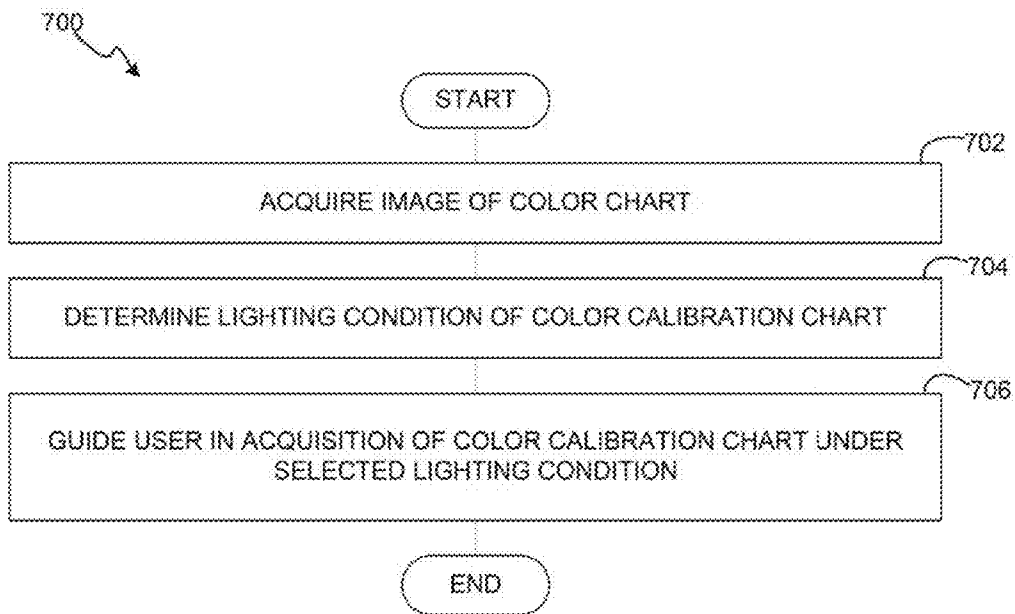 700
START
702
ACQUIRE IMAGE OF COLOR CHART
704
DETERMINE LIGHTING CONDITION OF COLOR CALIBRATION CHART
706
GUIDE USER IN ACQUISITION OF COLOR CALIBRATION CHART UNDER
SELECTED LIGHTING CONDITION
END